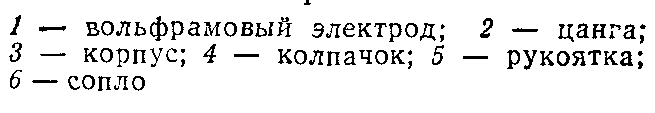 1 — вольфрамовый электрод; 2 — цанга;
3 — корпус; 4 — колпачок; 5 — рукоятка;
6 — сопло